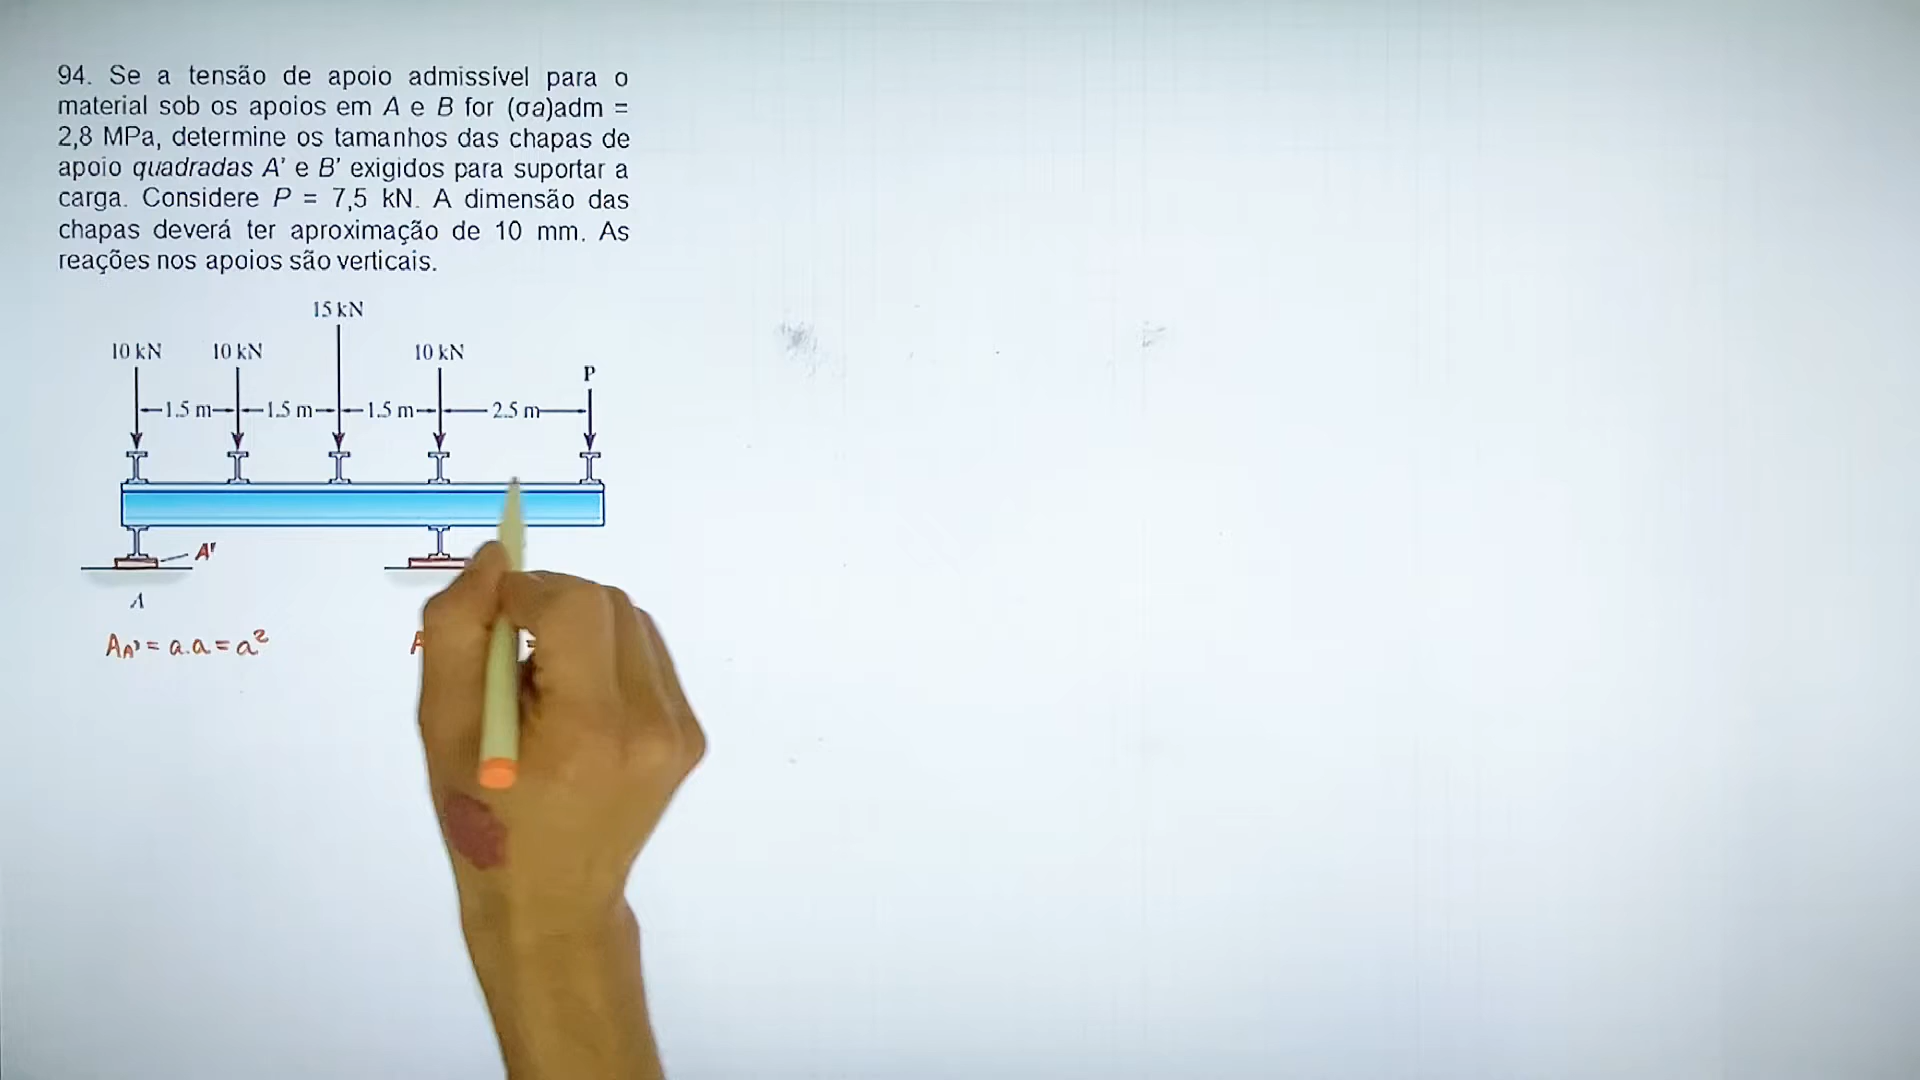 94. Se a tensão de apoio admissível para o
material sob os apoios em A e B for (σa)adm =
2,8 MPa, determine os tamanhos das chapas de
apoio quadradas A' e B' exigidos para suportar a
carga. Considere P = 7,5 kN. A dimensão das
chapas deverá ter aproximação de 10 mm. As
reações nos apoios são verticais.
15 kN
10 kN 10 kN 10 kN
P
1.5 m 1.5 m 1.5 m 2.5 m
A'
A
AA' = a.a = a² A =